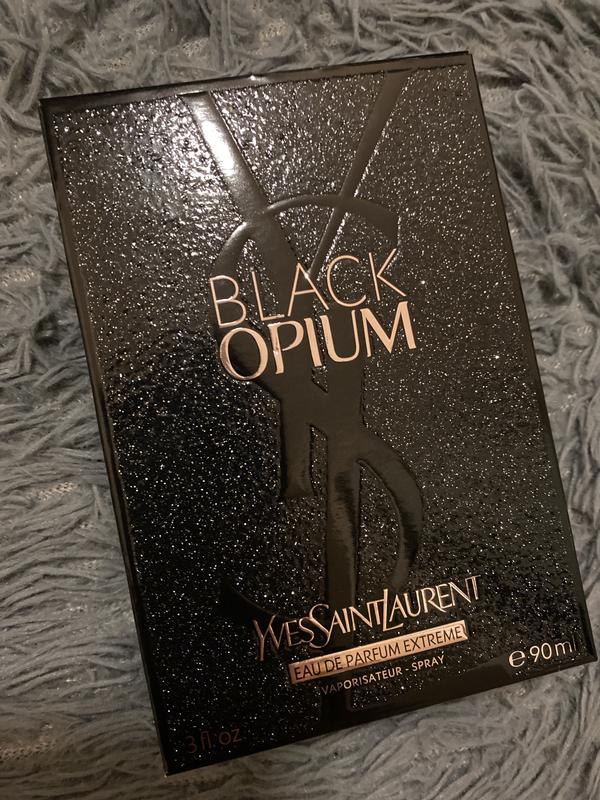 BLACK
OPIUM
YVESSAINTLAURENT
EAU DE PARFUM EXTREME
VAPORISATEUR - SPRAY
℮ 90 ml
3 fl oz